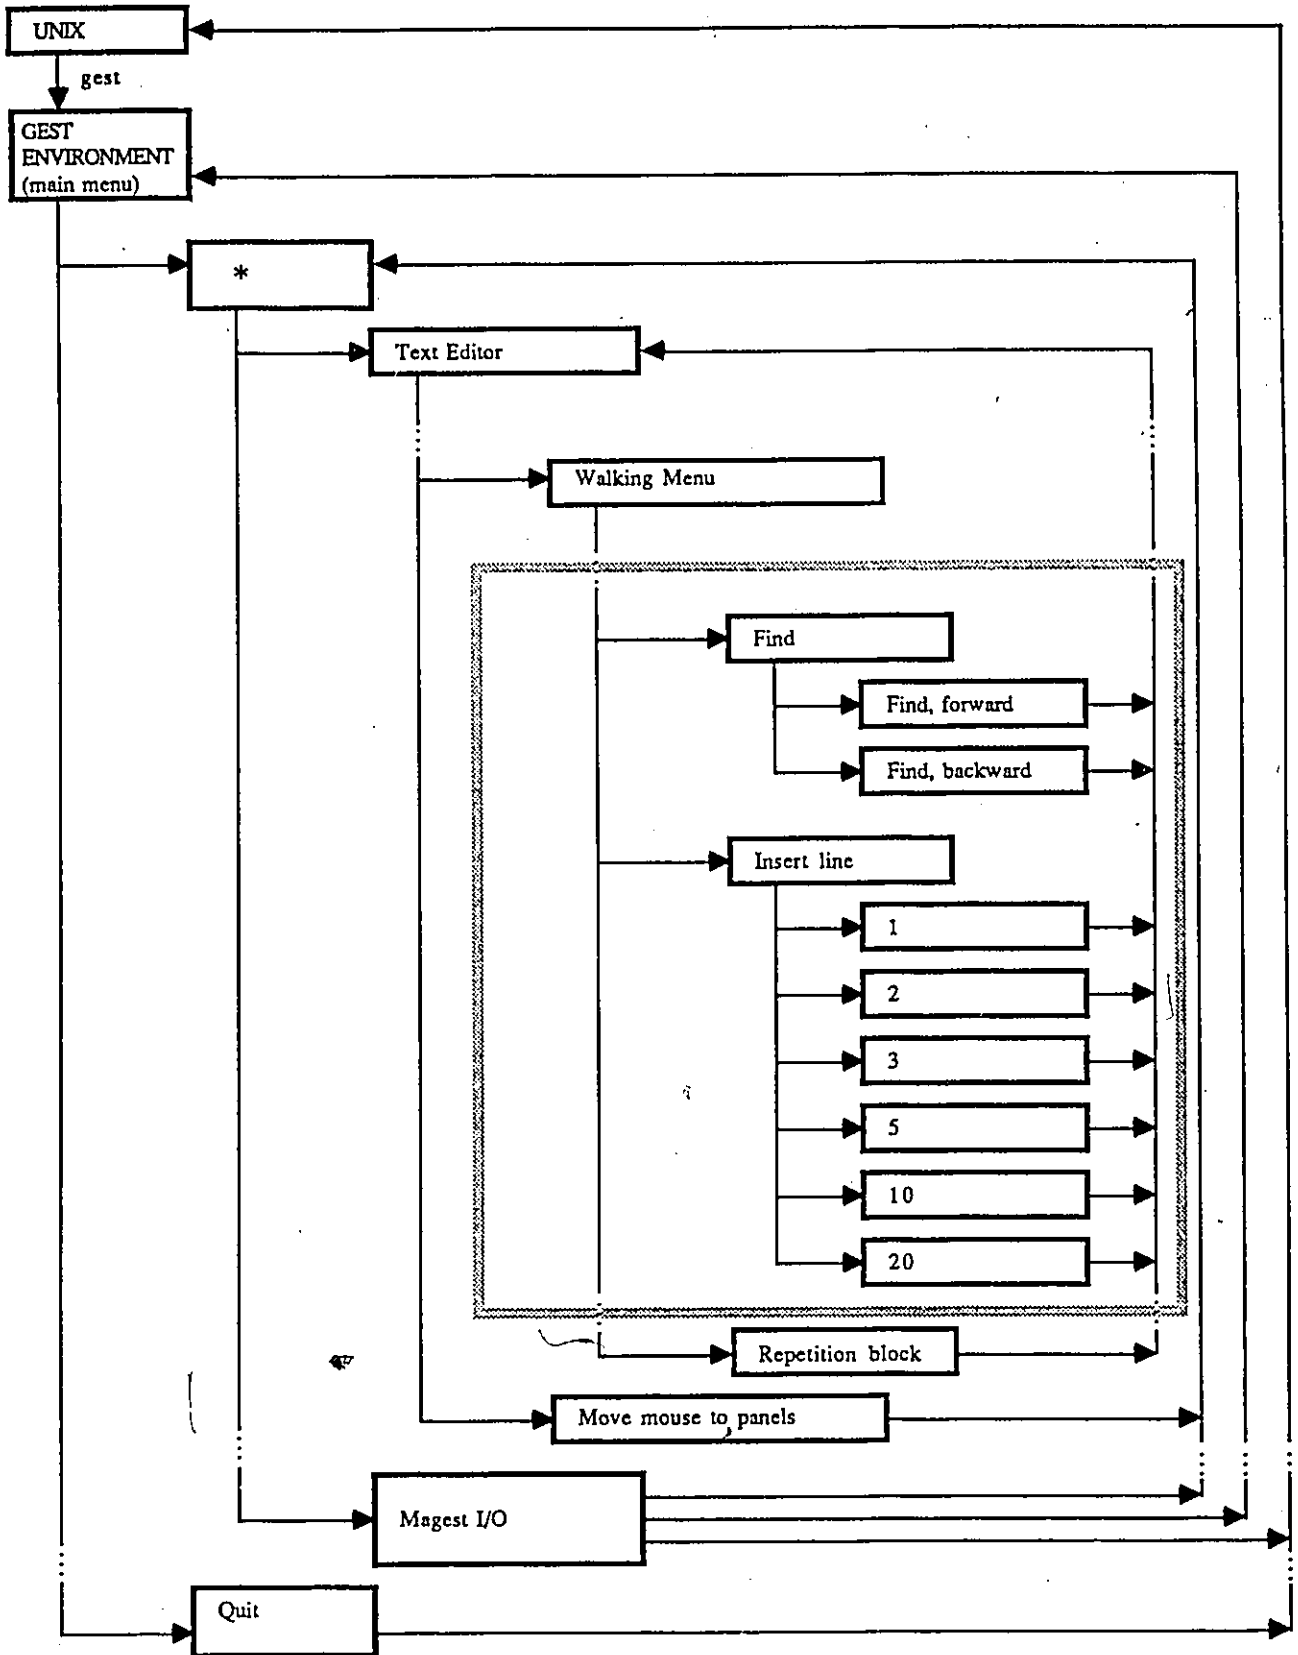 UNIX
gest
GEST
ENVIRONMENT
(main menu)
*
Text Editor
Walking Menu
Find
Find, forward
Find, backward
Insert line
1
2
3
5
10
20
Repetition block
Move mouse to panels
Magest I/O
Quit